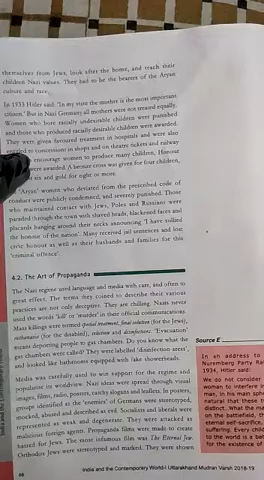 themselves from Jews, look after the home, and teach their
children Nazi values. They had to be the bearers of the Aryan
culture and race.
In 1933 Hitler said: 'In my state the mother is the most important
citizen.' But in Nazi Germany all mothers were not treated equally.
Women who bore racially undesirable children were punished
and those who produced racially desirable children were awarded.
They were given favoured treatment in hospitals and were also
entitled to concessions in shops and on theatre tickets and railway
encourage women to produce many children, Honour
were awarded. A bronze cross was given for four children,
six and gold for eight or more.
'Aryan' women who deviated from the prescribed code of
conduct were publicly condemned, and severely punished. Those
who maintained contact with Jews, Poles and Russians were
paraded through the town with shaved heads, blackened faces and
placards hanging around their necks announcing 'I have sullied
the honour of the nation'. Many received jail sentences and lost
civic honour as well as their husbands and families for this
'criminal offence'.
4.2. The Art of Propaganda
The Nazi regime used language and media with care, and often to
great effect. The terms they coined to describe their various
practices are not only deceptive. They are chilling. Nazis never
used the words 'kill' or 'murder' in their official communications.
Mass killings were termed special treatment, final solution (for the Jews),
euthanasia (for the disabled), selection and disinfections. 'Evacuation'
meant deporting people to gas chambers. Do you know what the
gas chambers were called? They were labelled 'disinfection-areas',
and looked like bathrooms equipped with fake showerheads.
Media was carefully used to win support for the regime and
popularise its worldview. Nazi ideas were spread through visual
images, films, radio, posters, catchy slogans and leaflets. In posters,
groups identified as the 'enemies' of Germans were stereotyped,
mocked, abused and described as evil. Socialists and liberals were
represented as weak and degenerate. They were attacked as
malicious foreign agents. Propaganda films were made to create
hatred for Jews. The most infamous film was The Eternal Jew.
Orthodox Jews were stereotyped and marked. They were shown
Source E
In an address to
Nuremberg Party Ral
1934, Hitler said:
We do not consider
woman to interfere in
man, in his main sph
natural that these t
distinct. What the ma
on the battlefield, th
eternal self-sacrifice,
suffering. Every child
to the world is a bat
for the existence of
India and the Contemporary World-I Uttarakhand Mudran Varsh 2018-19
India and the Contemporary World
68